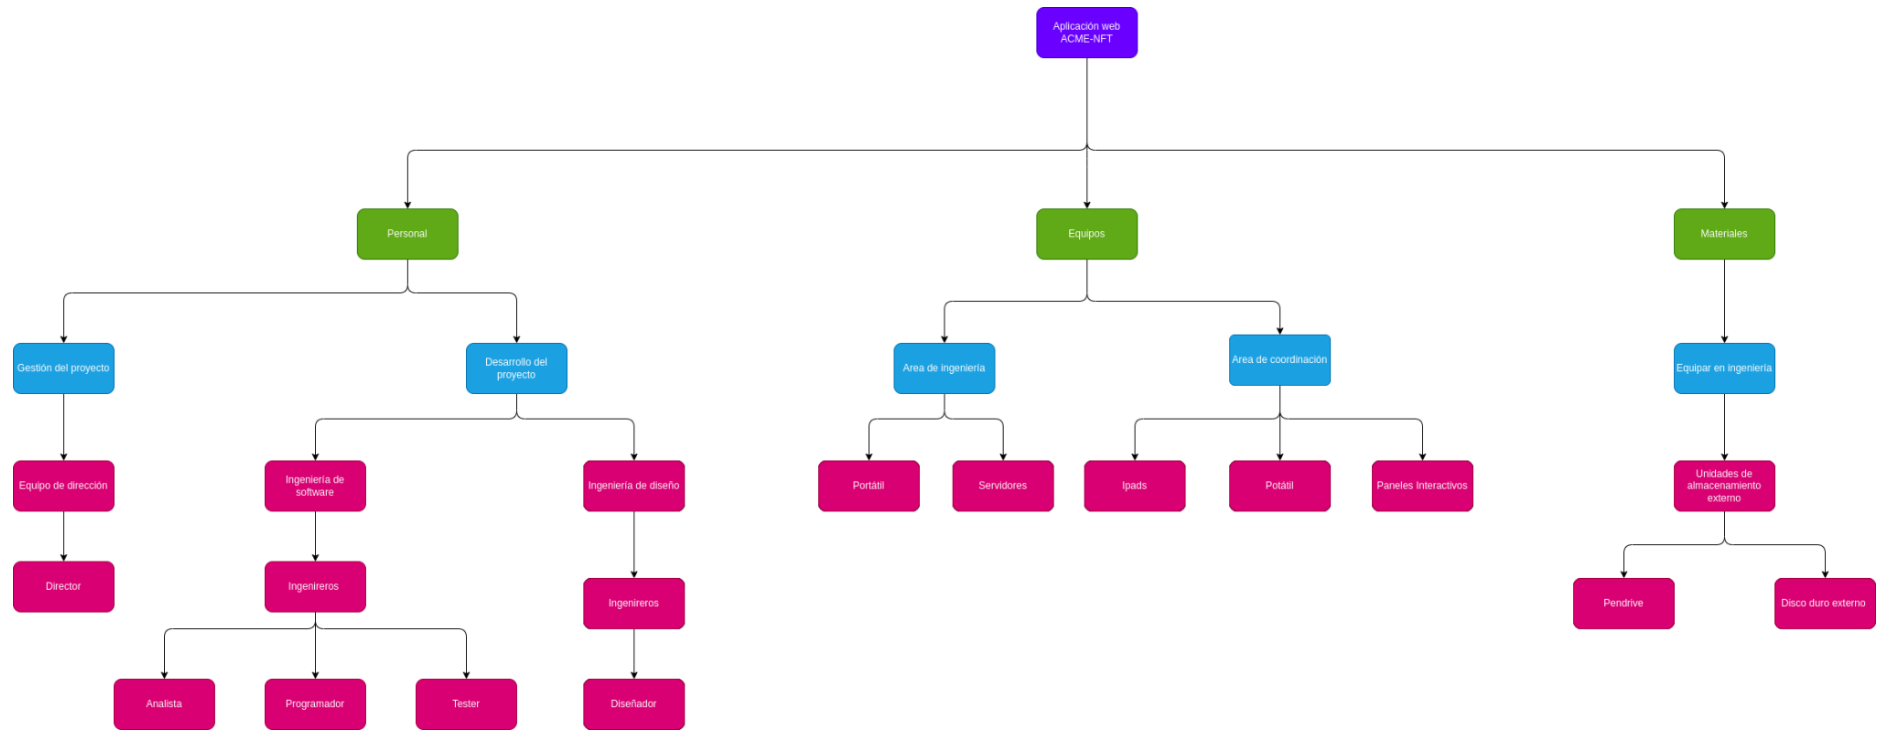 Aplicación web
ACME-NFT
Personal
Equipos
Materiales
Gestión del proyecto
Desarrollo del
proyecto
Area de ingeniería
Area de coordinación
Equipar en ingeniería
Equipo de dirección
Ingeniería de
software
Ingeniería de diseño
Portátil
Servidores
Ipads
Potátil
Paneles Interactivos
Unidades de
almacenamiento
externo
Director
Ingenireros
Ingenireros
Pendrive
Disco duro externo
Analista
Programador
Tester
Diseñador